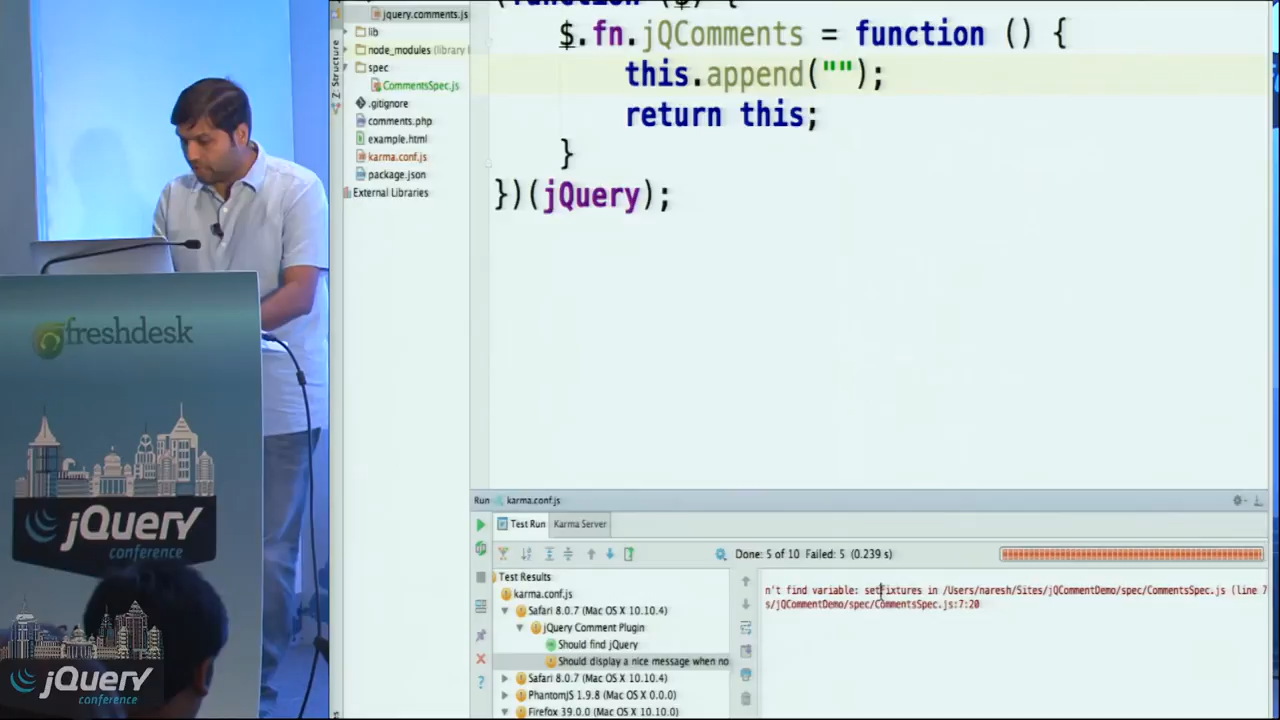 (function ($) {
$.fn.jQComments = function () {
this.append("");
return this;
}
})(jQuery);
jquery.comments.js
lib
node_modules (library
spec
CommentsSpec.js
.gitignore
comments.php
example.html
karma.conf.js
package.json
External Libraries
Z: Structure
freshdesk
jQuery
conference
jQuery
conference
Run karma.conf.js
Test Run Karma Server
Done: 5 of 10 Failed: 5 (0.239 s)
Test Results
karma.conf.js
Safari 8.0.7 (Mac OS X 10.10.4)
jQuery Comment Plugin
Should find jQuery
Should display a nice message when no
Safari 8.0.7 (Mac OS X 10.10.4)
PhantomJS 1.9.8 (Mac OS X 0.0.0)
Firefox 39.0.0 (Mac OS X 10.10.0)
n't find variable: setFixtures in /Users/naresh/Sites/jQCommentDemo/spec/CommentsSpec.js (line 7
s/jQCommentDemo/spec/CommentsSpec.js:7:20